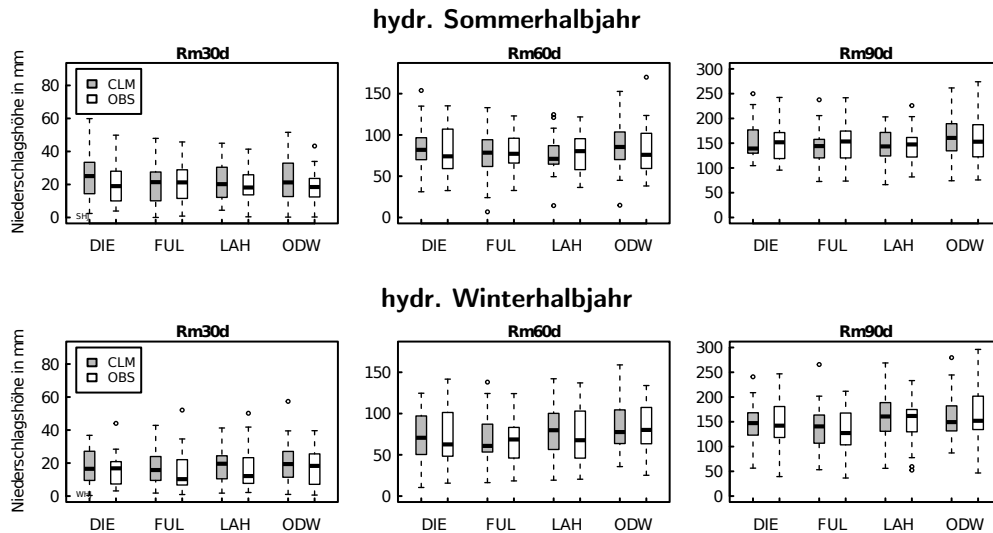 hydr. Sommerhalbjahr
Rm30d Rm60d Rm90d
Niederschlagshöhe in mm
80
60
40
20
0
CLM
OBS
SHJ
DIE FUL LAH ODW
150
100
50
0
DIE FUL LAH ODW
300
250
200
150
100
50
0
DIE FUL LAH ODW
hydr. Winterhalbjahr
Rm30d Rm60d Rm90d
Niederschlagshöhe in mm
80
60
40
20
0
CLM
OBS
DIE FUL LAH ODW
150
100
50
0
DIE FUL LAH ODW
300
250
200
150
100
50
0
DIE FUL LAH ODW